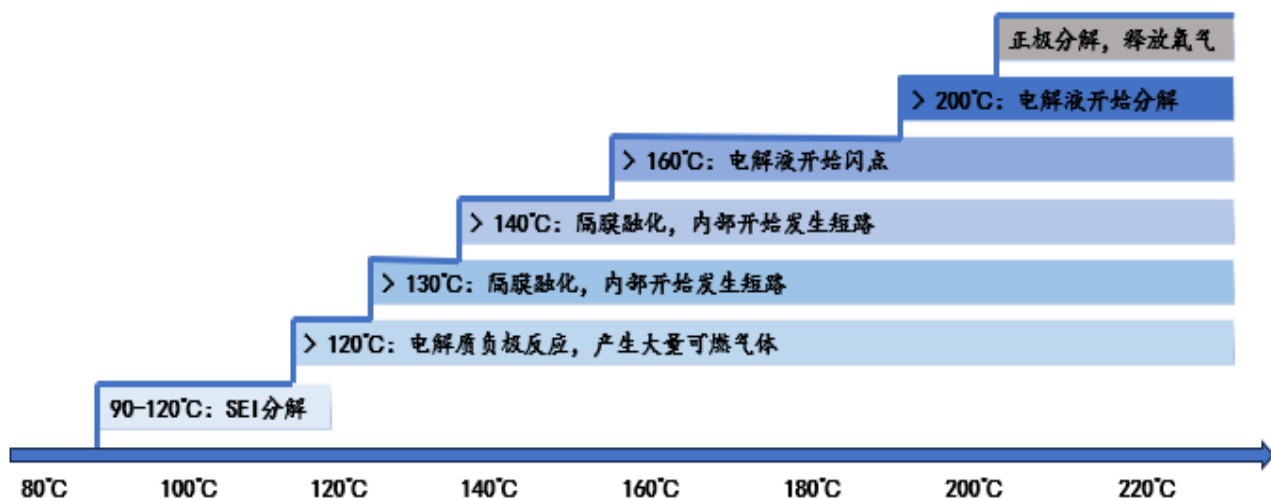 正极分解，释放氧气
> 200℃：电解液开始分解
> 160℃：电解液开始闪点
> 140℃：隔膜融化，内部开始发生短路
> 130℃：隔膜融化，内部开始发生短路
> 120℃：电解质负极反应，产生大量可燃气体
90-120℃：SEI分解
80℃ 100℃ 120℃ 140℃ 160℃ 180℃ 200℃ 220℃